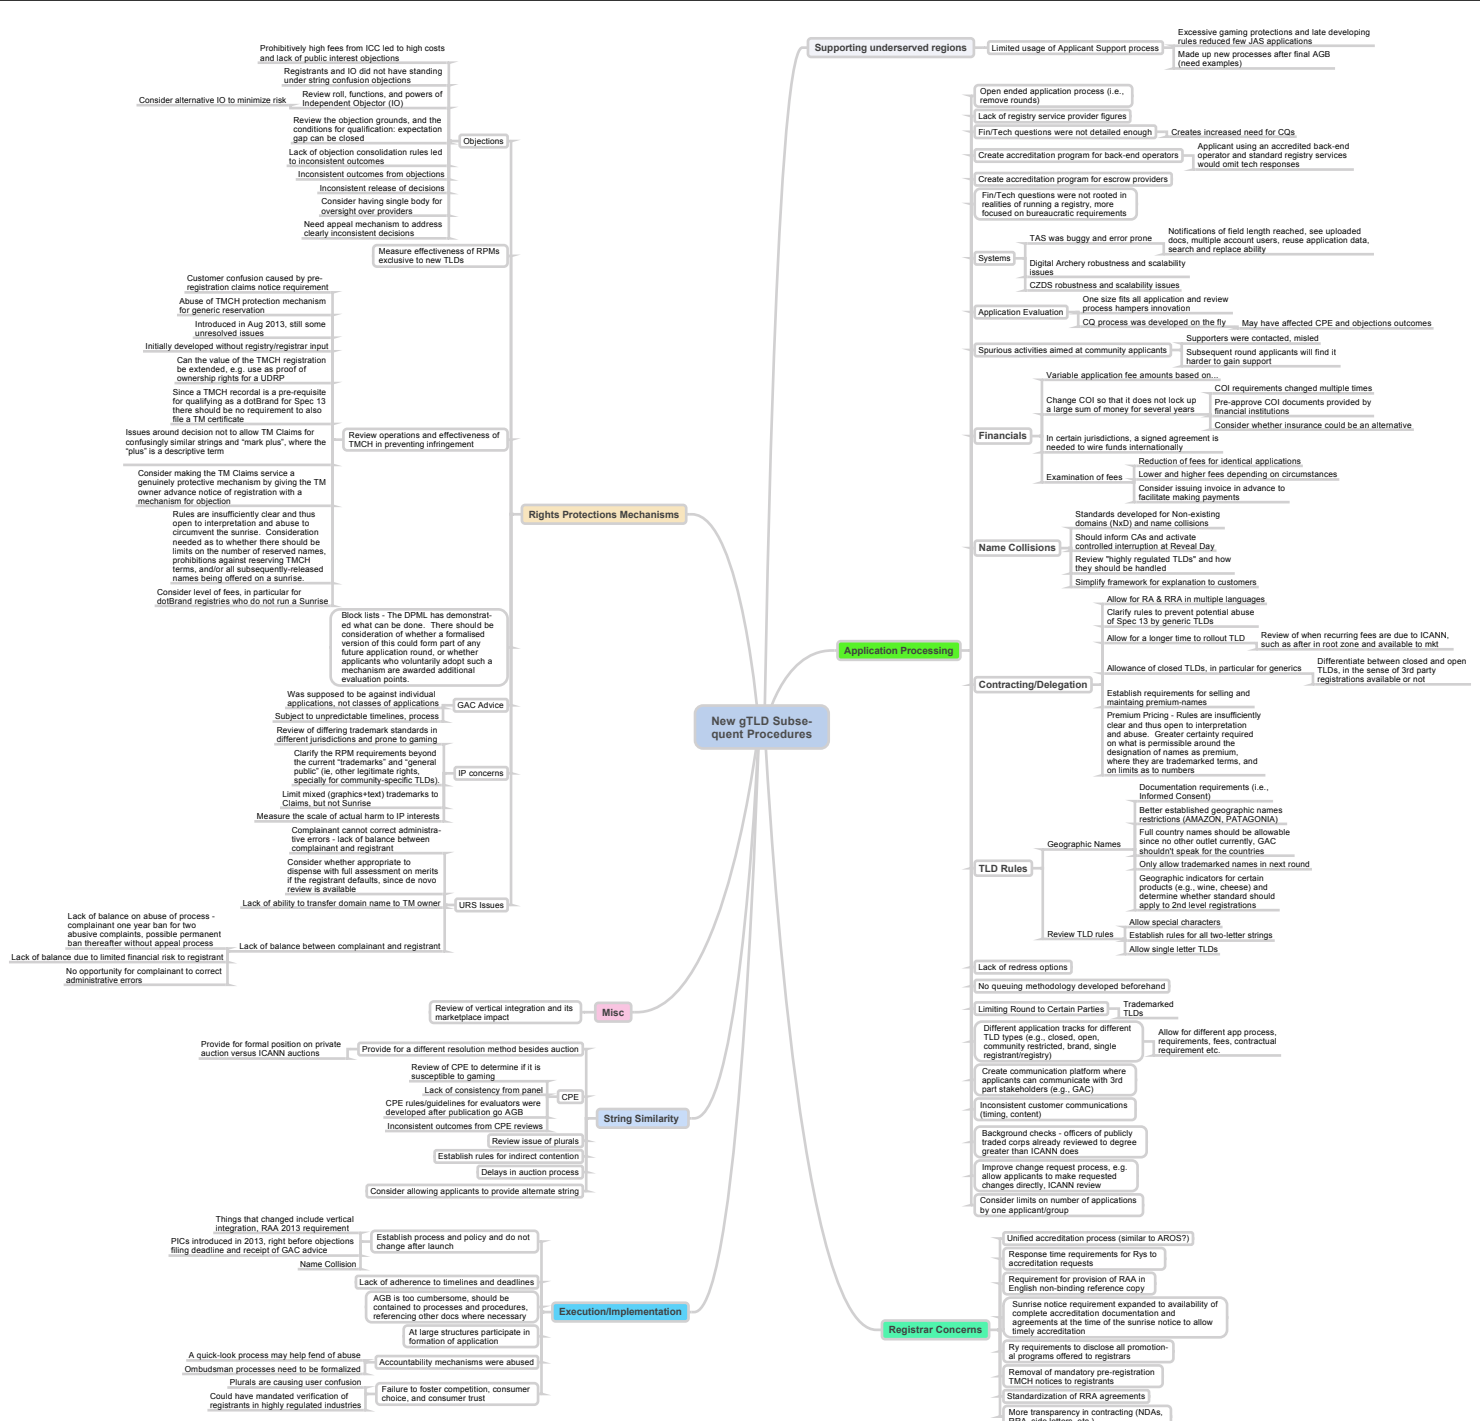 New gTLD Subse-
quent Procedures
Supporting underserved regions
Limited usage of Applicant Support process
Excessive gaming protections and late developing
rules reduced few JAS applications
Made up new processes after final AGB
(need examples)
Application Processing
Open ended application process (i.e.,
remove rounds)
Lack of registry service provider figures
Fin/Tech questions were not detailed enough
Creates increased need for CQs
Create accreditation program for back-end operators
Applicant using an accredited back-end
operator and standard registry services
would omit tech responses
Create accreditation program for escrow providers
Fin/Tech questions were not rooted in
realities of running a registry, more
focused on bureaucratic requirements
Systems
TAS was buggy and error prone
Notifications of field length reached, see uploaded
docs, multiple account users, reuse application data,
search and replace ability
Digital Archery robustness and scalability
issues
CZDS robustness and scalability issues
Application Evaluation
One size fits all application and review
process hampers innovation
CQ process was developed on the fly
May have affected CPE and objections outcomes
Spurious activities aimed at community applicants
Supporters were contacted, misled
Subsequent round applicants will find it
harder to gain support
Financials
Variable application fee amounts based on...
Change COI so that it does not lock up
a large sum of money for several years
COI requirements changed multiple times
Pre-approve COI documents provided by
financial institutions
Consider whether insurance could be an alternative
In certain jurisdictions, a signed agreement is
needed to wire funds internationally
Examination of fees
Reduction of fees for identical applications
Lower and higher fees depending on circumstances
Consider issuing invoice in advance to
facilitate making payments
Name Collisions
Standards developed for Non-existing
domains (NxD) and name collisions
Should inform CAs and activate
controlled interruption at Reveal Day
Review "highly regulated TLDs" and how
they should be handled
Simplify framework for explanation to customers
Contracting/Delegation
Allow for RA & RRA in multiple languages
Clarify rules to prevent potential abuse
of Spec 13 by generic TLDs
Allow for a longer time to rollout TLD
Review of when recurring fees are due to ICANN,
such as after in root zone and available to mkt
Allowance of closed TLDs, in particular for generics
Differentiate between closed and open
TLDs, in the sense of 3rd party
registrations available or not
Establish requirements for selling and
maintaing premium-names
Premium Pricing - Rules are insufficiently
clear and thus open to interpretation
and abuse.  Greater certainty required
on what is permissible around the
designation of names as premium,
where they are trademarked terms, and
on limits as to numbers
TLD Rules
Geographic Names
Documentation requirements (i.e.,
Informed Consent)
Better established geographic names
restrictions (AMAZON, PATAGONIA)
Full country names should be allowable
since no other outlet currently, GAC
shouldn't speak for the countries
Only allow trademarked names in next round
Geographic indicators for certain
products (e.g., wine, cheese) and
determine whether standard should
apply to 2nd level registrations
Review TLD rules
Allow special characters
Establish rules for all two-letter strings
Allow single letter TLDs
Lack of redress options
No queuing methodology developed beforehand
Limiting Round to Certain Parties
Trademarked
TLDs
Different application tracks for different
TLD types (e.g., closed, open,
community restricted, brand, single
registrant/registry)
Allow for different app process,
requirements, fees, contractual
requirement etc.
Create communication platform where
applicants can communicate with 3rd
part stakeholders (e.g., GAC)
Inconsistent customer communications
(timing, content)
Background checks - officers of publicly
traded corps already reviewed to degree
greater than ICANN does
Improve change request process, e.g.
allow applicants to make requested
changes directly, ICANN review
Consider limits on number of applications
by one applicant/group
Registrar Concerns
Unified accreditation process (similar to AROS?)
Response time requirements for Rys to
accreditation requests
Requirement for provision of RAA in
English non-binding reference copy
Sunrise notice requirement expanded to availability of
complete accreditation documentation and
agreements at the time of the sunrise notice to allow
timely accreditation
Ry requirements to disclose all promotion-
al programs offered to registrars
Removal of mandatory pre-registration
TMCH notices to registrants
Standardization of RRA agreements
More transparency in contracting (NDAs,
RRA, side letters, etc.)
Rights Protections Mechanisms
Objections
Prohibitively high fees from ICC led to high costs
and lack of public interest objections
Registrants and IO did not have standing
under string confusion objections
Review roll, functions, and powers of
Independent Objector (IO)
Consider alternative IO to minimize risk
Review the objection grounds, and the
conditions for qualification: expectation
gap can be closed
Lack of objection consolidation rules led
to inconsistent outcomes
Inconsistent outcomes from objections
Inconsistent release of decisions
Consider having single body for
oversight over providers
Need appeal mechanism to address
clearly inconsistent decisions
Measure effectiveness of RPMs
exclusive to new TLDs
Review operations and effectiveness of
TMCH in preventing infringement
Customer confusion caused by pre-
registration claims notice requirement
Abuse of TMCH protection mechanism
for generic reservation
Introduced in Aug 2013, still some
unresolved issues
Initially developed without registry/registrar input
Can the value of the TMCH registration
be extended, e.g. use as proof of
ownership rights for a UDRP
Since a TMCH recordal is a pre-requisite
for qualifying as a dotBrand for Spec 13
there should be no requirement to also
file a TM certificate
Issues around decision not to allow TM Claims for
confusingly similar strings and “mark plus”, where the
“plus” is a descriptive term
Consider making the TM Claims service a
genuinely protective mechanism by giving the TM
owner advance notice of registration with a
mechanism for objection
Rules are insufficiently clear and thus
open to interpretation and abuse to
circumvent the sunrise.  Consideration
needed as to whether there should be
limits on the number of reserved names,
prohibitions against reserving TMCH
terms, and/or all subsequently-released
names being offered on a sunrise.
Consider level of fees, in particular for
dotBrand registries who do not run a Sunrise
Block lists - The DPML has demonstrat-
ed what can be done.  There should be
consideration of whether a formalised
version of this could form part of any
future application round, or whether
applicants who voluntarily adopt such a
mechanism are awarded additional
evaluation points.
GAC Advice
Was supposed to be against individual
applications, not classes of applications
Subject to unpredictable timelines, process
IP concerns
Review of differing trademark standards in
different jurisdictions and prone to gaming
Clarify the RPM requirements beyond
the current “trademarks” and “general
public” (ie, other legitimate rights,
specially for community-specific TLDs).
Limit mixed (graphics+text) trademarks to
Claims, but not Sunrise
Measure the scale of actual harm to IP interests
URS Issues
Complainant cannot correct administra-
tive errors - lack of balance between
complainant and registrant
Consider whether appropriate to
dispense with full assessment on merits
if the registrant defaults, since de novo
review is available
Lack of ability to transfer domain name to TM owner
Lack of balance between complainant and registrant
Lack of balance on abuse of process -
complainant one year ban for two
abusive complaints, possible permanent
ban thereafter without appeal process
Lack of balance due to limited financial risk to registrant
No opportunity for complainant to correct
administrative errors
Misc
Review of vertical integration and its
marketplace impact
String Similarity
Provide for a different resolution method besides auction
Provide for formal position on private
auction versus ICANN auctions
CPE
Review of CPE to determine if it is
susceptible to gaming
Lack of consistency from panel
CPE rules/guidelines for evaluators were
developed after publication go AGB
Inconsistent outcomes from CPE reviews
Review issue of plurals
Establish rules for indirect contention
Delays in auction process
Consider allowing applicants to provide alternate string
Execution/Implementation
Establish process and policy and do not
change after launch
Things that changed include vertical
integration, RAA 2013 requirement
PICs introduced in 2013, right before objections
filing deadline and receipt of GAC advice
Name Collision
Lack of adherence to timelines and deadlines
AGB is too cumbersome, should be
contained to processes and procedures,
referencing other docs where necessary
At large structures participate in
formation of application
Accountability mechanisms were abused
A quick-look process may help fend of abuse
Ombudsman processes need to be formalized
Failure to foster competition, consumer
choice, and consumer trust
Plurals are causing user confusion
Could have mandated verification of
registrants in highly regulated industries